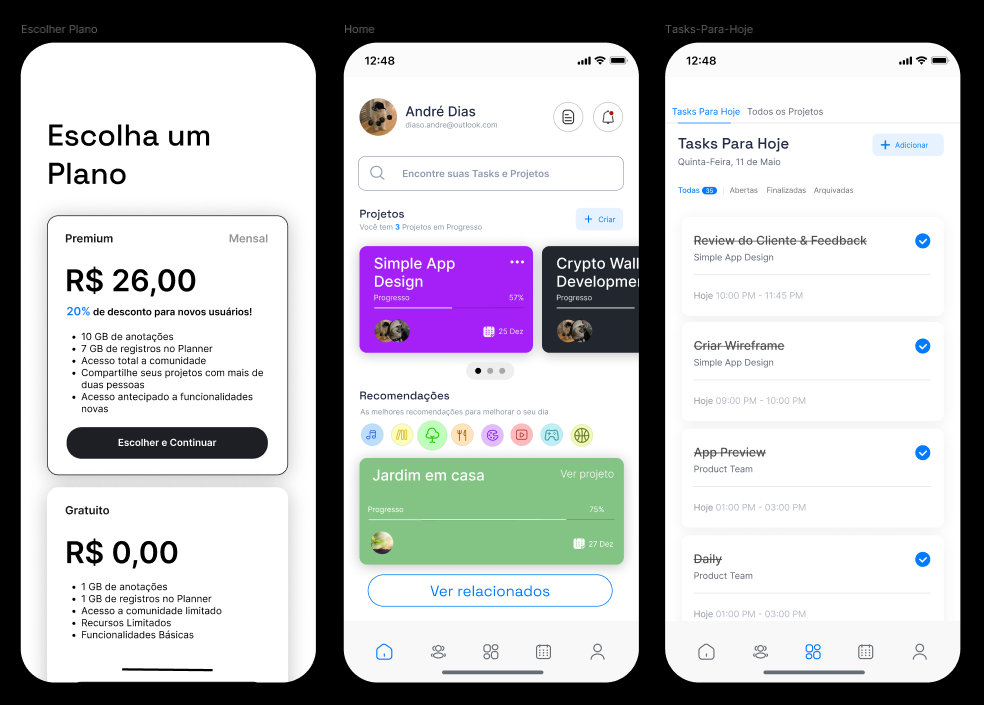 Escolher Plano
Escolha um
Plano
Premium
Mensal
R$ 26,00
20% de desconto para novos usuários!
10 GB de anotações
7 GB de registros no Planner
Acesso total a comunidade
Compartilhe seus projetos com mais de
duas pessoas
Acesso antecipado a funcionalidades
novas
Escolher e Continuar
Gratuito
R$ 0,00
1 GB de anotações
1 GB de registros no Planner
Acesso a comunidade limitado
Recursos Limitados
Funcionalidades Básicas
Home
12:48
André Dias
diaso.andre@outlook.com
Encontre suas Tasks e Projetos
Projetos
Você tem 3 Projetos em Progresso
+ Criar
Simple App
Design
Progresso
57%
25 Dez
Crypto Wall
Developmen
Progresso
Recomendações
As melhores recomendações para melhorar o seu dia
Jardim em casa
Ver projeto
Progresso
75%
27 Dez
Ver relacionados
Tasks-Para-Hoje
12:48
Tasks Para Hoje
Todos os Projetos
Tasks Para Hoje
+ Adicionar
Quinta-Feira, 11 de Maio
Todas 35
Abertas
Finalizadas
Arquivadas
Review do Cliente & Feedback
Simple App Design
Hoje 10:00 PM - 11:45 PM
Criar Wireframe
Simple App Design
Hoje 09:00 PM - 10:00 PM
App Preview
Product Team
Hoje 01:00 PM - 03:00 PM
Daily
Product Team
Hoje 01:00 PM - 03:00 PM